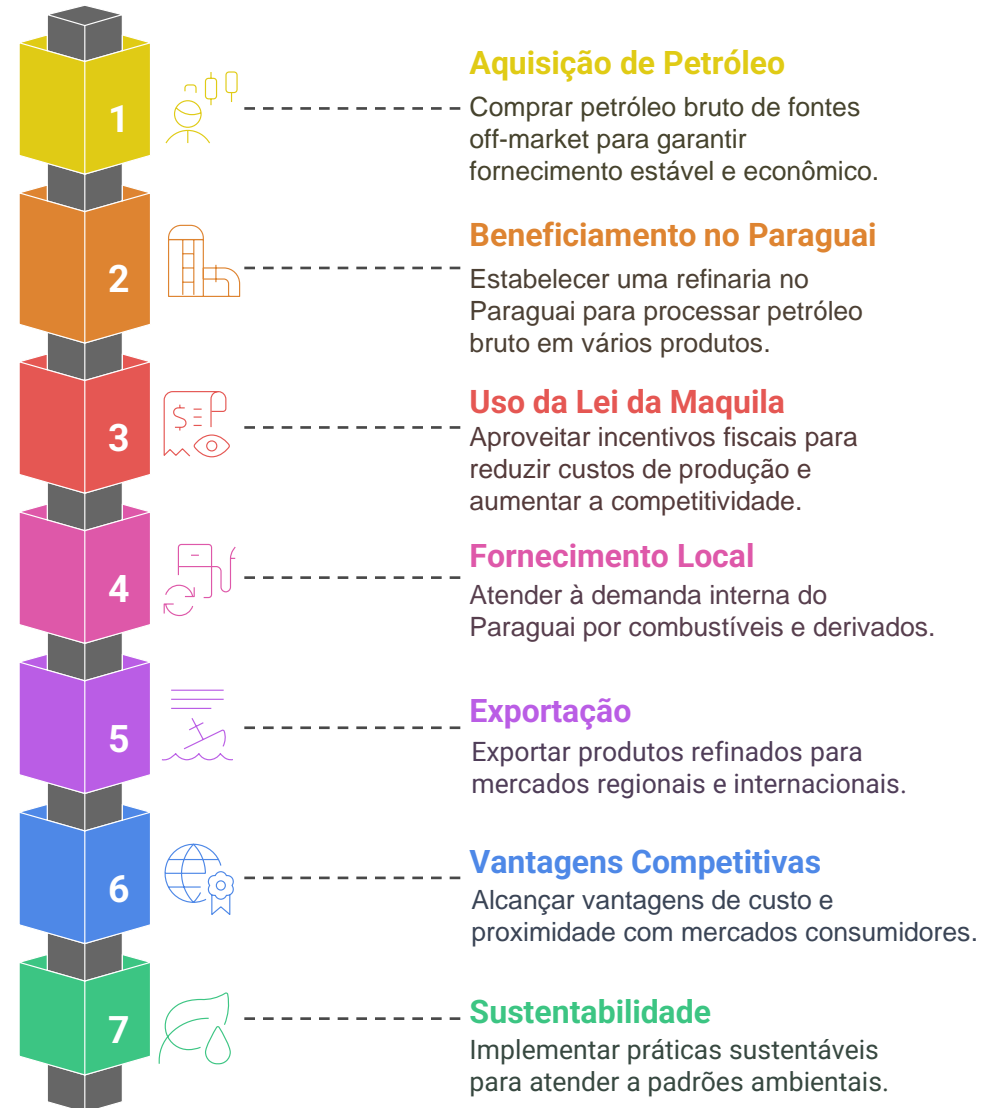 1
Aquisição de Petróleo
Comprar petróleo bruto de fontes
off-market para garantir
fornecimento estável e econômico.
2
Beneficiamento no Paraguai
Estabelecer uma refinaria no
Paraguai para processar petróleo
bruto em vários produtos.
3
$
Uso da Lei da Maquila
Aproveitar incentivos fiscais para
reduzir custos de produção e
aumentar a competitividade.
4
Fornecimento Local
Atender à demanda interna do
Paraguai por combustíveis e derivados.
5
Exportação
Exportar produtos refinados para
mercados regionais e internacionais.
6
Vantagens Competitivas
Alcançar vantagens de custo e
proximidade com mercados consumidores.
7
Sustentabilidade
Implementar práticas sustentáveis
para atender a padrões ambientais.